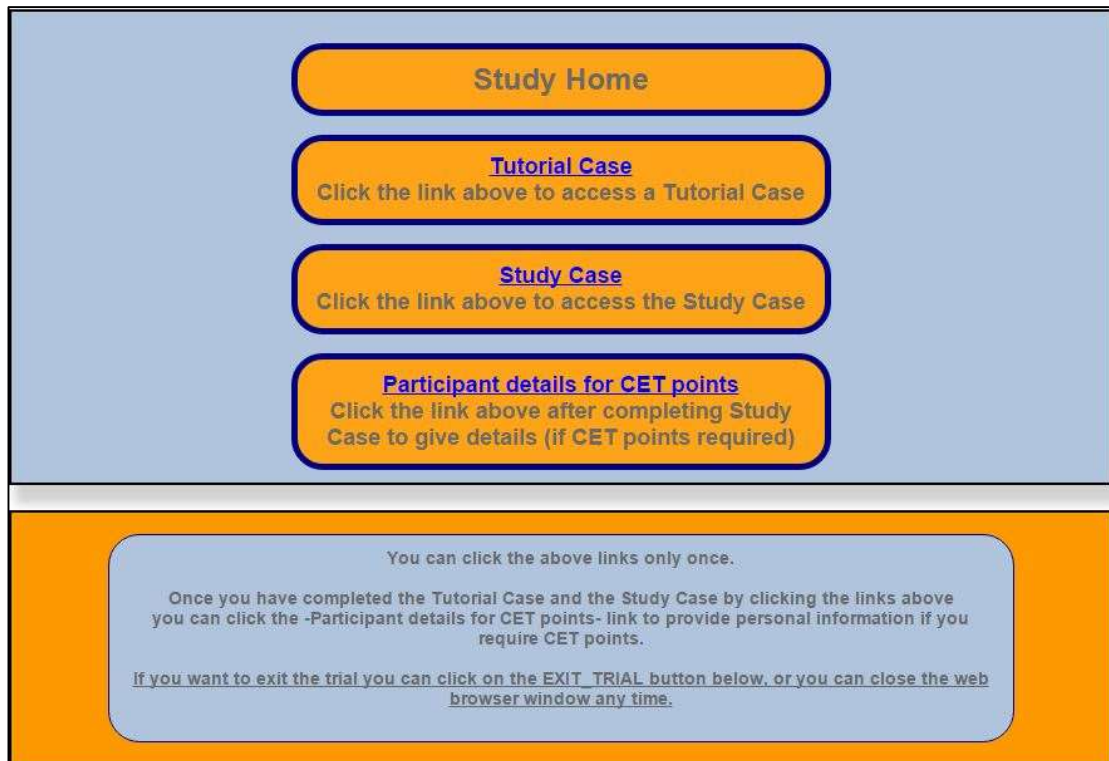 Study Home
Tutorial Case
Click the link above to access a Tutorial Case
Study Case
Click the link above to access the Study Case
Participant details for CET points
Click the link above after completing Study
Case to give details (if CET points required)
You can click the above links only once.
Once you have completed the Tutorial Case and the Study Case by clicking the links above
you can click the -Participant details for CET points- link to provide personal information if you
require CET points.
If you want to exit the trial you can click on the EXIT_TRIAL button below, or you can close the web
browser window any time.